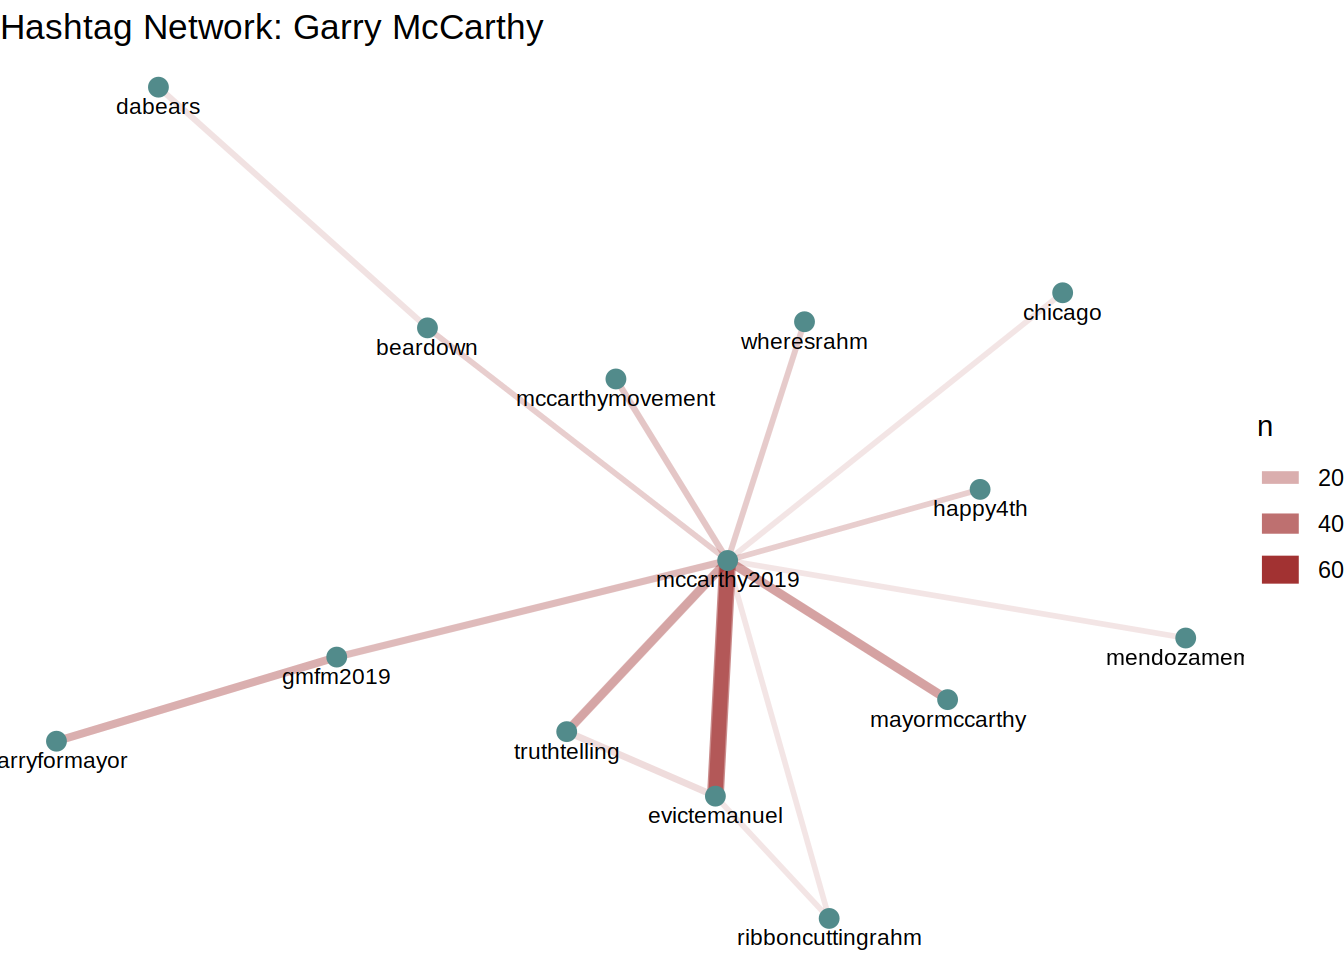 Hashtag Network: Garry McCarthy
dabears
chicago
wheresrahm
beardown
mccarthymovement
n
20
happy4th
40
60
mccarthy2019
mendozamen
gmfm2019
mayormccarthy
truthtelling
arryformayor
evictemanuel
ribboncuttingrahm